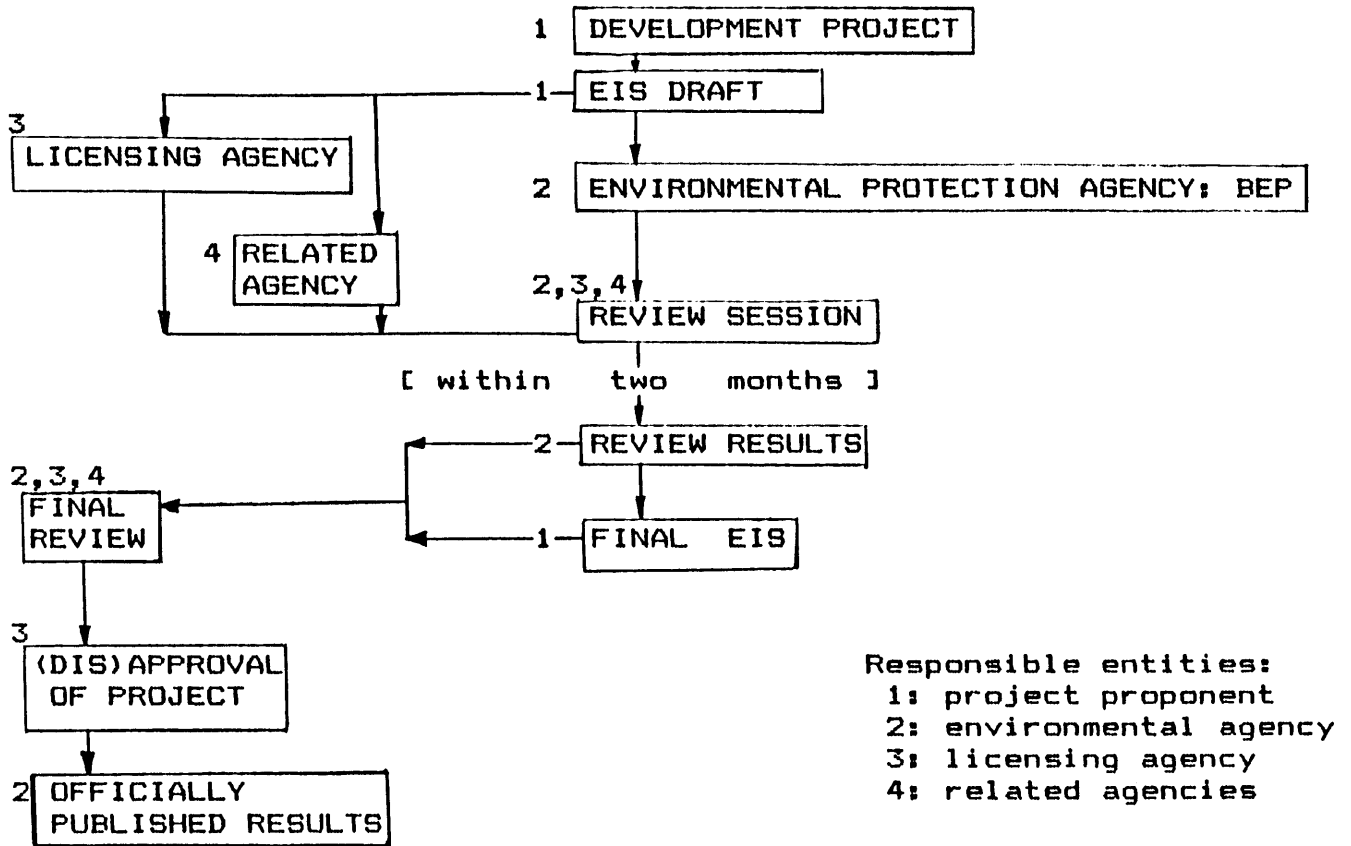 1 DEVELOPMENT PROJECT
1 EIS DRAFT
3
LICENSING AGENCY
2 ENVIRONMENTAL PROTECTION AGENCY: BEP
4 RELATED
AGENCY
2,3,4
REVIEW SESSION
[ within two months ]
2 REVIEW RESULTS
2,3,4
FINAL
REVIEW
1 FINAL EIS
3
(DIS)APPROVAL
OF PROJECT
2 OFFICIALLY
PUBLISHED RESULTS
Responsible entities:
1: project proponent
2: environmental agency
3: licensing agency
4: related agencies